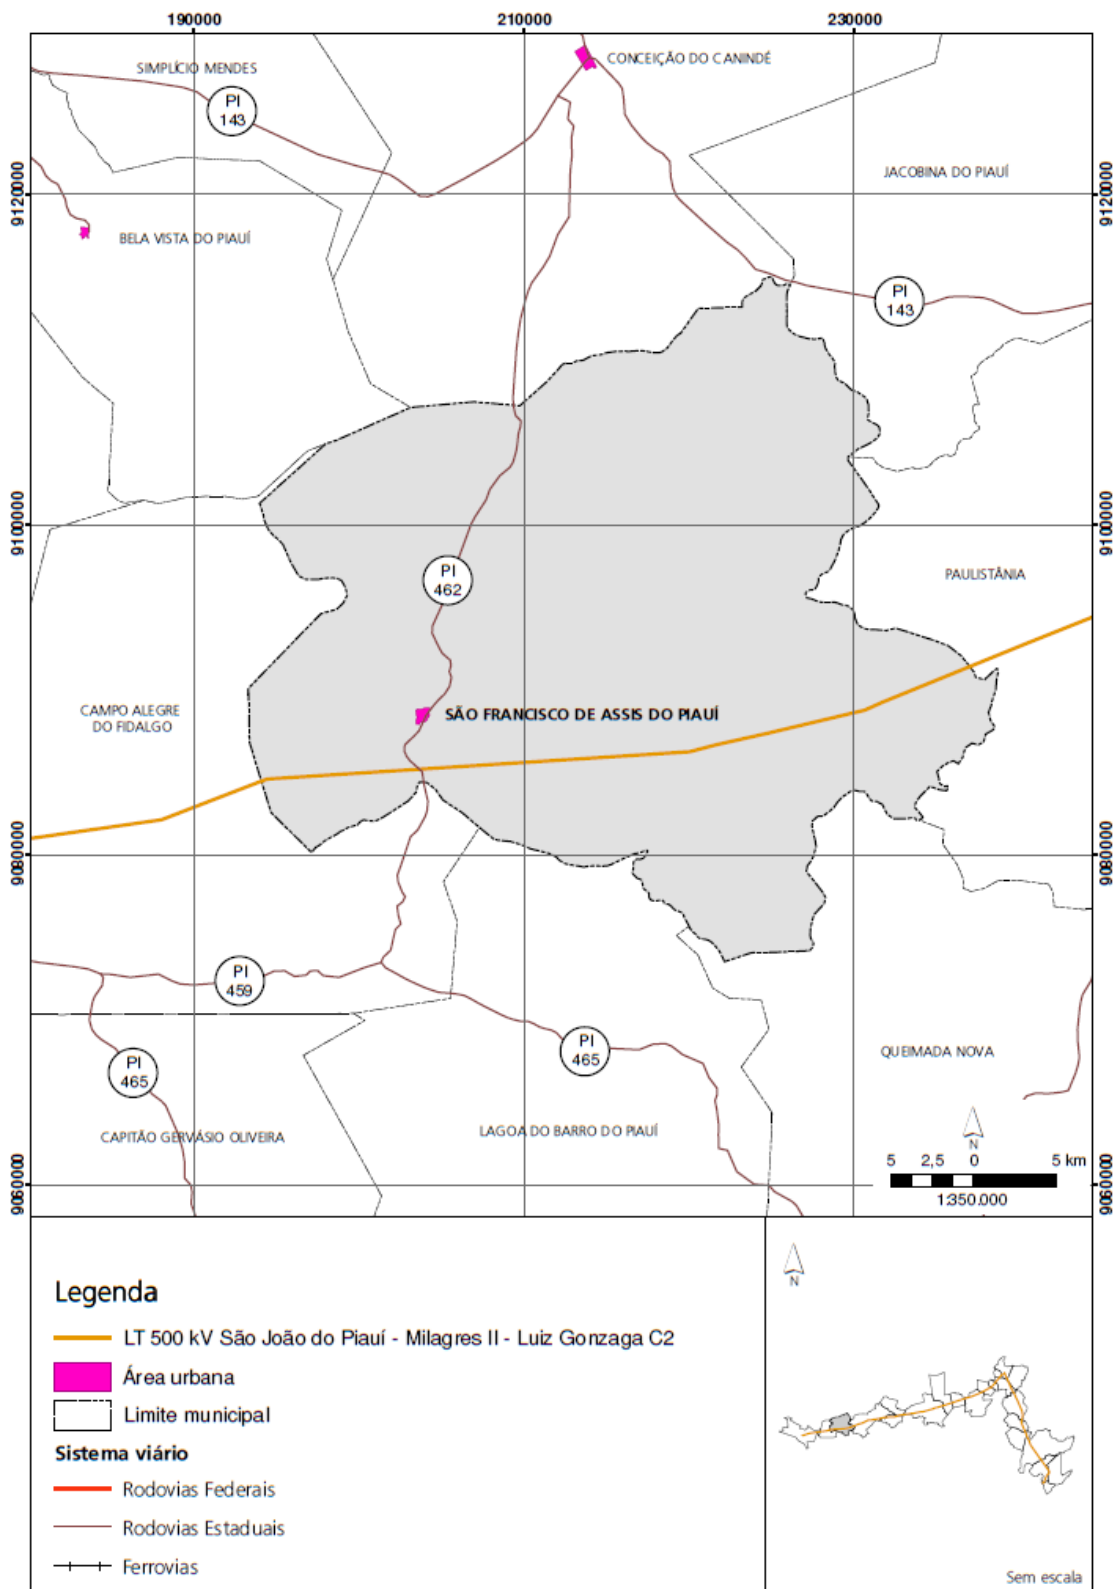 190000
210000
230000
SIMPLÍCIO MENDES
CONCEIÇÃO DO CANINDÉ
PI
143
JACOBINA DO PIAUÍ
9120000
9120000
BELA VISTA DO PIAUÍ
PI
143
9100000
9100000
PI
462
PAULISTÂNIA
CAMPO ALEGRE
DO FIDALGO
SÃO FRANCISCO DE ASSIS DO PIAUÍ
9080000
9080000
PI
459
PI
465
PI
465
QUEIMADA NOVA
CAPITÃO GERVÁSIO OLIVEIRA
LAGOA DO BARRO DO PIAUÍ
N
5 2,5 0 5 km
1:350.000
9060000
9060000
Legenda
LT 500 kV São João do Piauí - Milagres II - Luiz Gonzaga C2
Área urbana
Limite municipal
Sistema viário
Rodovias Federais
Rodovias Estaduais
Ferrovias
N
Sem escala